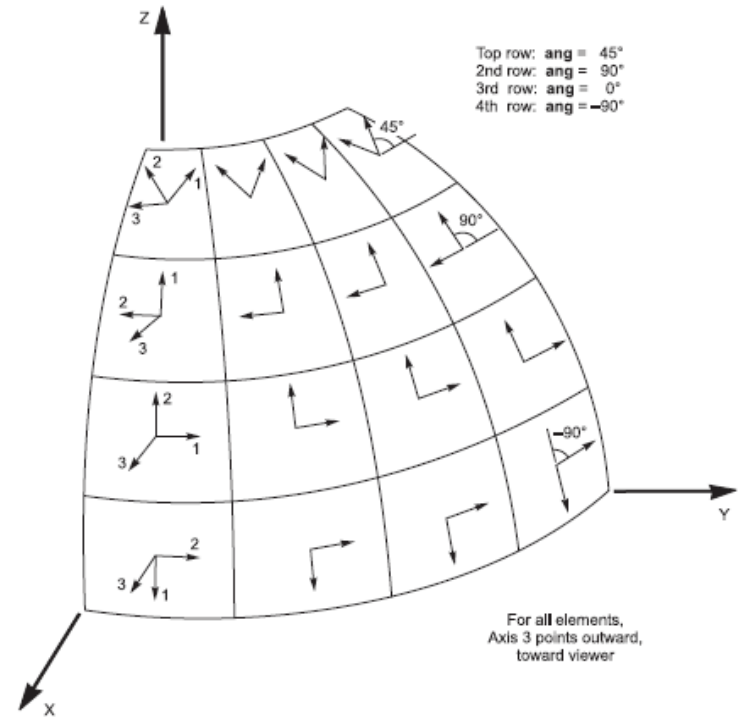 Z
Top row: ang = 45°
2nd row: ang = 90°
3rd row: ang = 0°
4th row: ang = –90°
45°
2
1
3
90°
1
2
3
2
1
3
–90°
Y
2
3
1
For all elements,
Axis 3 points outward,
toward viewer
X